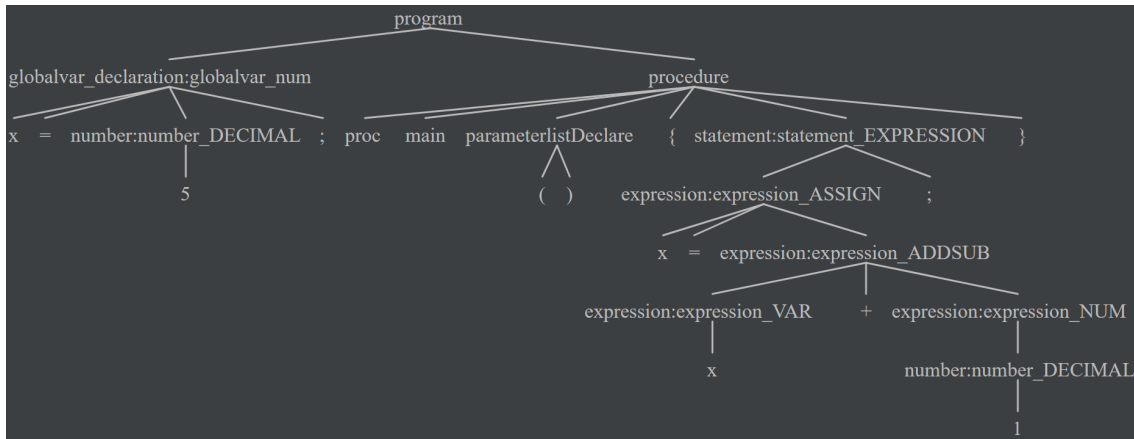 program
globalvar_declaration:globalvar_num procedure
x = number:number_DECIMAL ; proc main parameterlistDeclare { statement:statement_EXPRESSION }
5 ( ) expression:expression_ASSIGN ;
x = expression:expression_ADDSUB
expression:expression_VAR + expression:expression_NUM
x number:number_DECIMAL
1